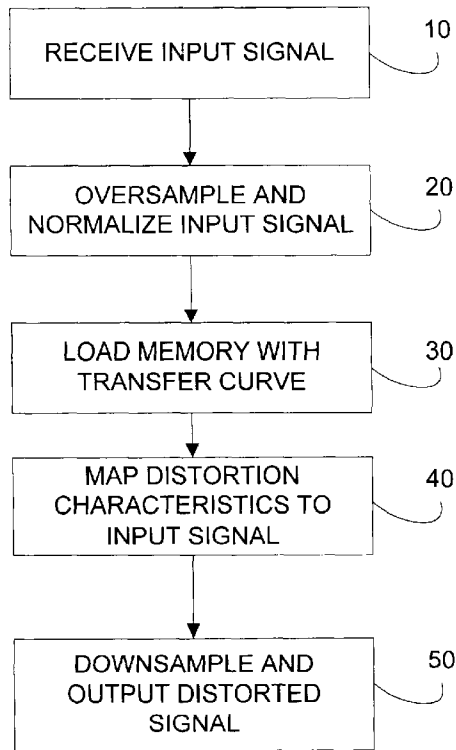 RECEIVE INPUT SIGNAL
10
OVERSAMPLE AND
NORMALIZE INPUT SIGNAL
20
LOAD MEMORY WITH
TRANSFER CURVE
30
MAP DISTORTION
CHARACTERISTICS TO
INPUT SIGNAL
40
DOWNSAMPLE AND
OUTPUT DISTORTED
SIGNAL
50